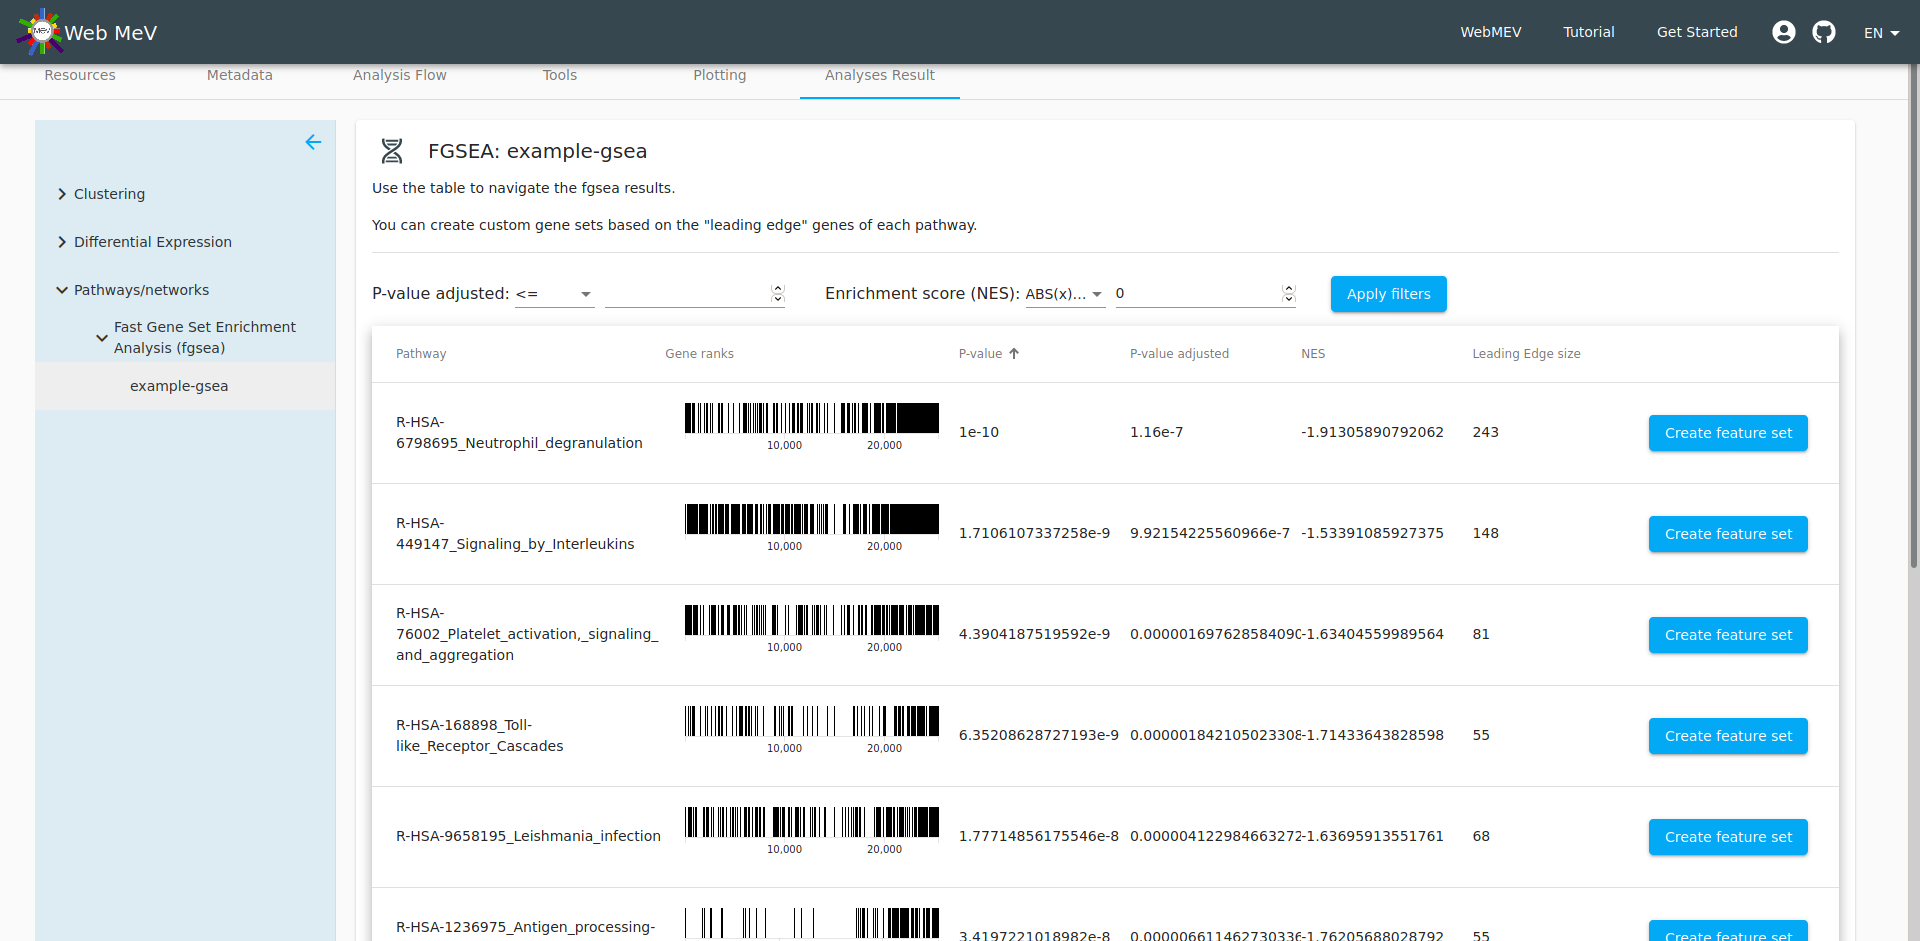 MEV Web MeV WebMEV Tutorial Get Started EN
Resources Metadata Analysis Flow Tools Plotting Analyses Result
Clustering
Differential Expression
Pathways/networks
Fast Gene Set Enrichment
Analysis (fgsea)
example-gsea
FGSEA: example-gsea
Use the table to navigate the fgsea results.
You can create custom gene sets based on the "leading edge" genes of each pathway.
P-value adjusted: <= Enrichment score (NES): ABS(x)... 0 Apply filters
Pathway Gene ranks P-value P-value adjusted NES Leading Edge size
R-HSA-
6798695_Neutrophil_degranulation
10,000 20,000
1e-10 1.16e-7 -1.91305890792062 243 Create feature set
R-HSA-
449147_Signaling_by_Interleukins
10,000 20,000
1.7106107337258e-9 9.92154225560966e-7 -1.53391085927375 148 Create feature set
R-HSA-
76002_Platelet_activation,_signaling_
and_aggregation
10,000 20,000
4.3904187519592e-9 0.000001697628584090 -1.63404559989564 81 Create feature set
R-HSA-168898_Toll-
like_Receptor_Cascades
10,000 20,000
6.35208628727193e-9 0.000001842105023308 -1.71433643828598 55 Create feature set
R-HSA-9658195_Leishmania_infection
10,000 20,000
1.77714856175546e-8 0.000004122984663272 -1.63695913551761 68 Create feature set
R-HSA-1236975_Antigen_processing-
3.4197221018982e-8 0.000006611462730336 -1.76205688028792 55 Create feature set